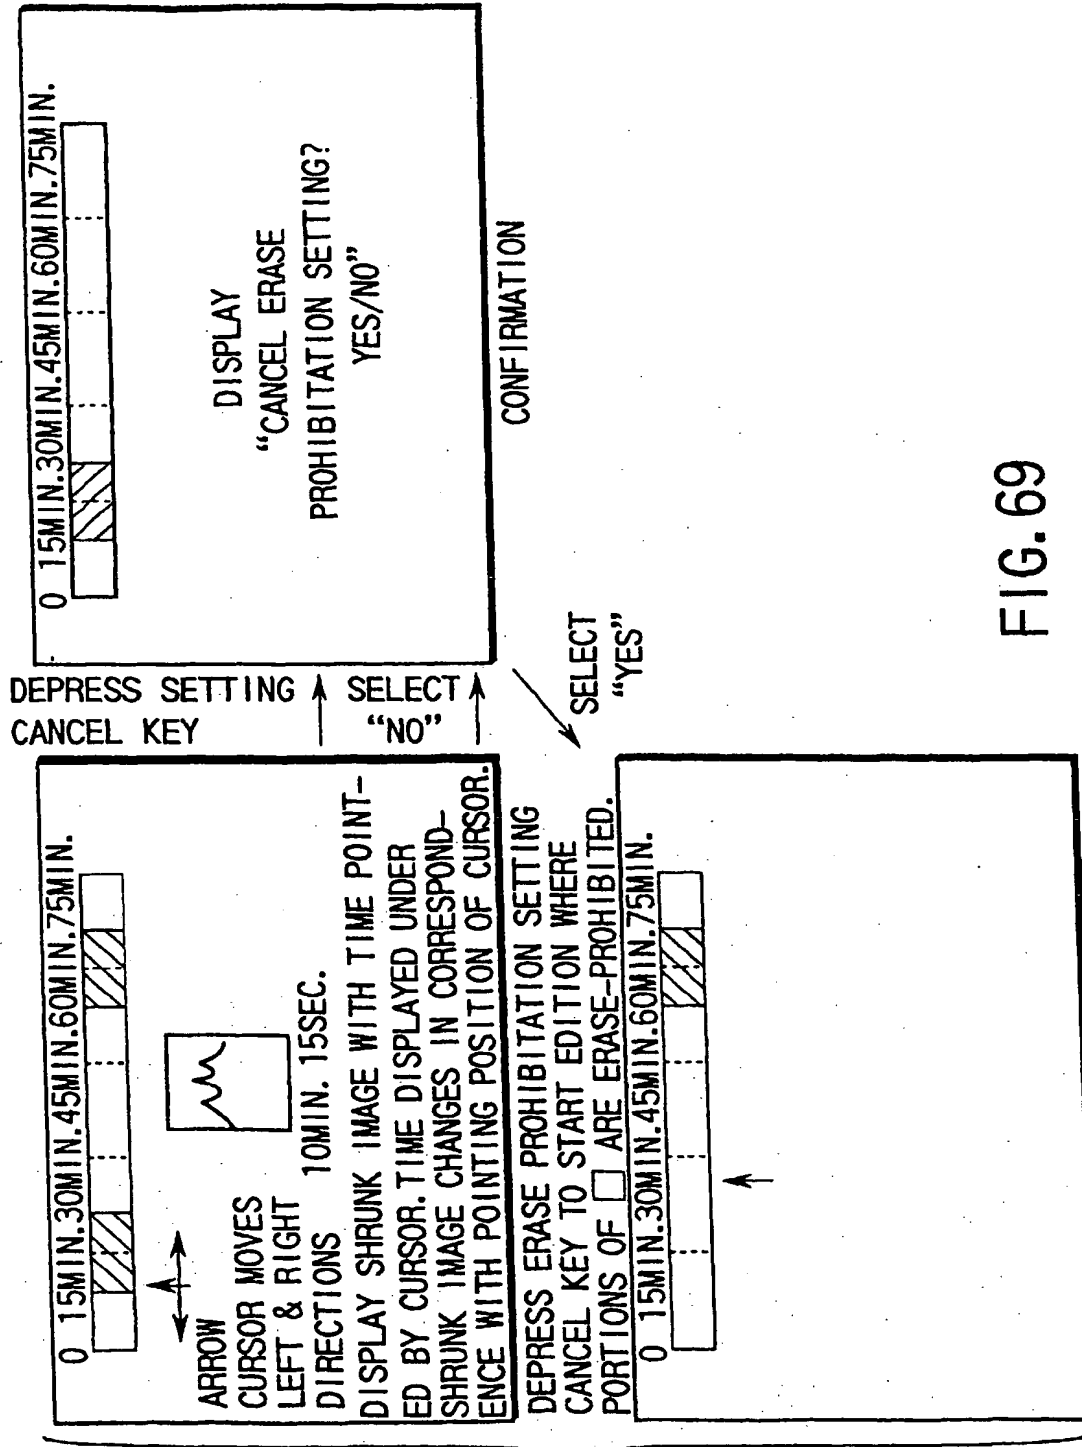 0 15MIN.30MIN.45MIN.60MIN.75MIN.
ARROW
CURSOR MOVES
LEFT & RIGHT
DIRECTIONS
10MIN. 15SEC.
DISPLAY SHRUNK IMAGE WITH TIME POINT-
ED BY CURSOR. TIME DISPLAYED UNDER
SHRUNK IMAGE CHANGES IN CORRESPOND-
ENCE WITH POINTING POSITION OF CURSOR.
DEPRESS SETTING
CANCEL KEY
SELECT
“NO”
0 15MIN.30MIN.45MIN.60MIN.75MIN.
DISPLAY
“CANCEL ERASE
PROHIBITATION SETTING?
YES/NO”
CONFIRMATION
SELECT
“YES”
DEPRESS ERASE PROHIBITATION SETTING
CANCEL KEY TO START EDITION WHERE
PORTIONS OF □ ARE ERASE-PROHIBITED.
0 15MIN.30MIN.45MIN.60MIN.75MIN.
FIG. 69